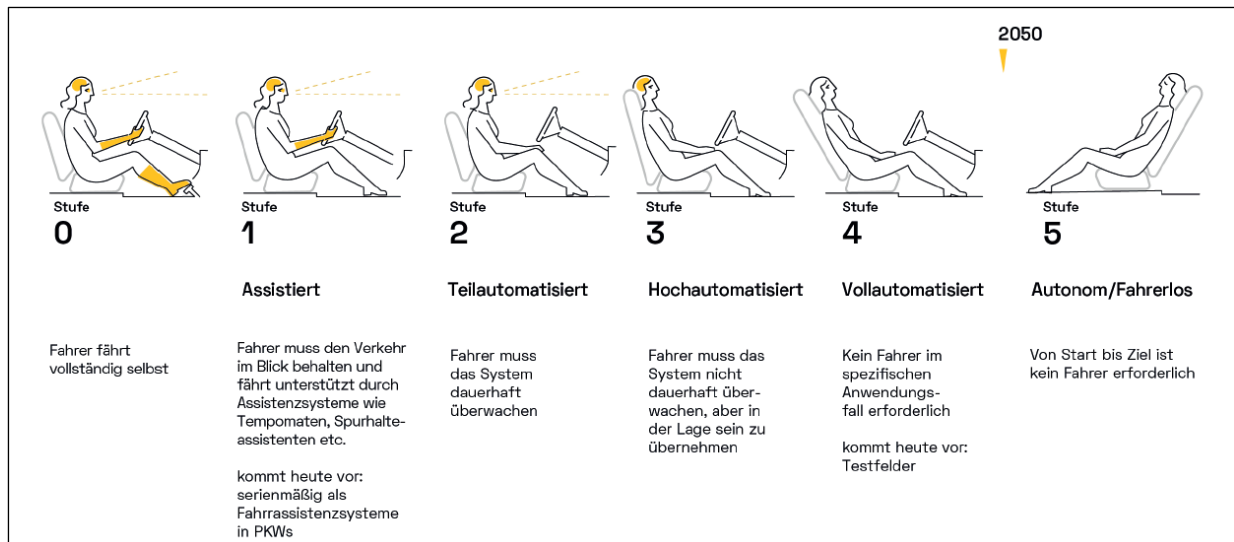 2050
Stufe
0
Fahrer fährt
vollständig selbst
Stufe
1
Assistiert
Fahrer muss den Verkehr
im Blick behalten und
fährt unterstützt durch
Assistenzsysteme wie
Tempomaten, Spurhalte-
assistenten etc.
kommt heute vor:
serienmäßig als
Fahrassistenzsysteme
in PKWs
Stufe
2
Teilautomatisiert
Fahrer muss
das System
dauerhaft
überwachen
Stufe
3
Hochautomatisiert
Fahrer muss das
System nicht
dauerhaft über-
wachen, aber in
der Lage sein zu
übernehmen
Stufe
4
Vollautomatisiert
Kein Fahrer im
spezifischen
Anwendungs-
fall erforderlich
kommt heute vor:
Testfelder
Stufe
5
Autonom/Fahrerlos
Von Start bis Ziel ist
kein Fahrer erforderlich